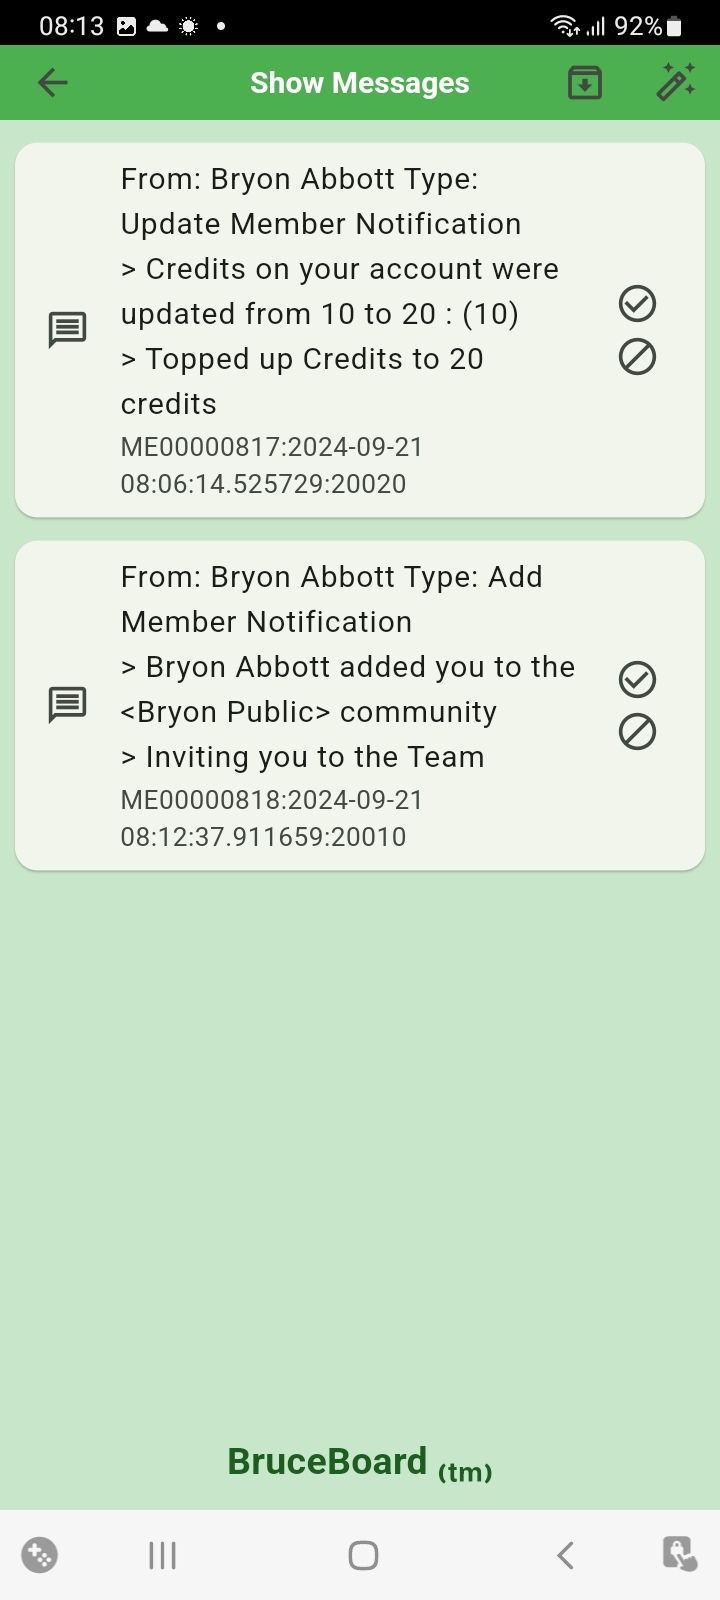 08:13
92%
Show Messages
From: Bryon Abbott Type:
Update Member Notification
> Credits on your account were
updated from 10 to 20 : (10)
> Topped up Credits to 20
credits
ME00000817:2024-09-21
08:06:14.525729:20020
From: Bryon Abbott Type: Add
Member Notification
> Bryon Abbott added you to the
<Bryon Public> community
> Inviting you to the Team
ME00000818:2024-09-21
08:12:37.911659:20010
BruceBoard (tm)